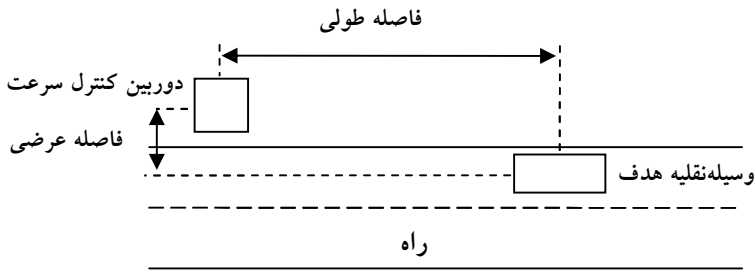 فاصله طولی
دوربین کنترل سرعت
فاصله عرضی
وسیله‌نقلیه هدف
راه